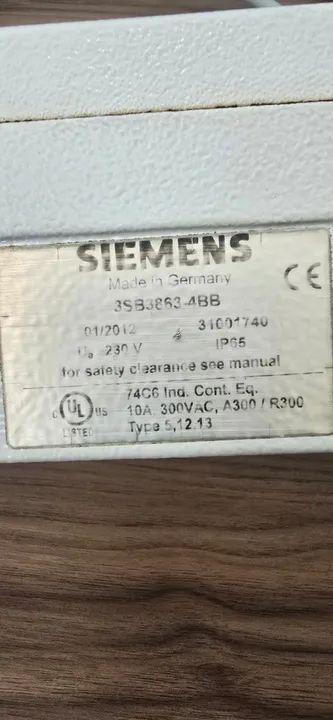 SIEMENS
Made in Germany
CE
3SB3863-4BB
01/2012 31001740
Ue 230 V IP65
for safety clearance see manual
74C6 Ind. Cont. Eq.
c UL us 10A, 300VAC, A300 / R300
LISTED Type 5,12,13